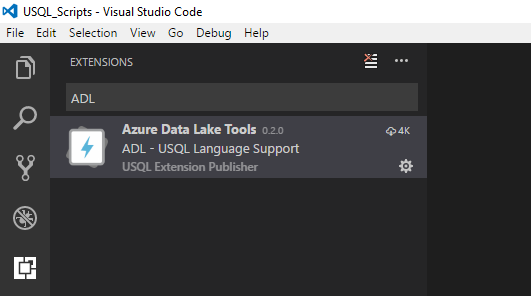 USQL_Scripts - Visual Studio Code
File Edit Selection View Go Debug Help
EXTENSIONS
ADL
Azure Data Lake Tools 0.2.0 4K
ADL - USQL Language Support
USQL Extension Publisher